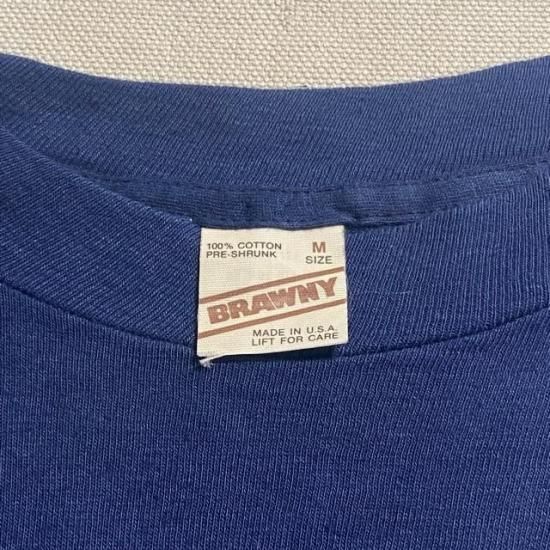 100% COTTON M
PRE-SHRUNK SIZE
BRAWNY
MADE IN U.S.A.
LIFT FOR CARE